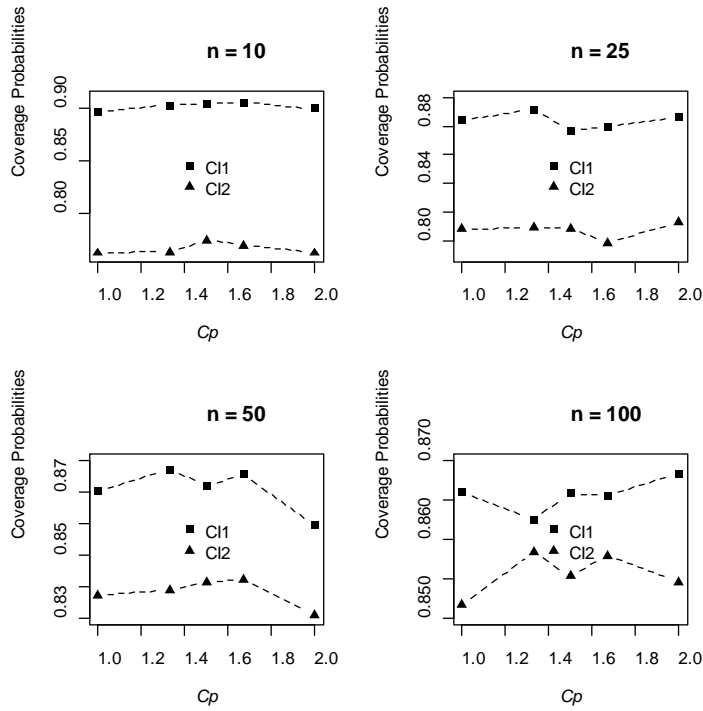 n = 10
Coverage Probabilities
0.90
0.85
0.80
CI1
CI2
1.0 1.2 1.4 1.6 1.8 2.0
Cp
n = 25
Coverage Probabilities
0.88
0.84
0.80
CI1
CI2
1.0 1.2 1.4 1.6 1.8 2.0
Cp
n = 50
Coverage Probabilities
0.87
0.85
0.83
CI1
CI2
1.0 1.2 1.4 1.6 1.8 2.0
Cp
n = 100
Coverage Probabilities
0.870
0.860
0.850
CI1
CI2
1.0 1.2 1.4 1.6 1.8 2.0
Cp